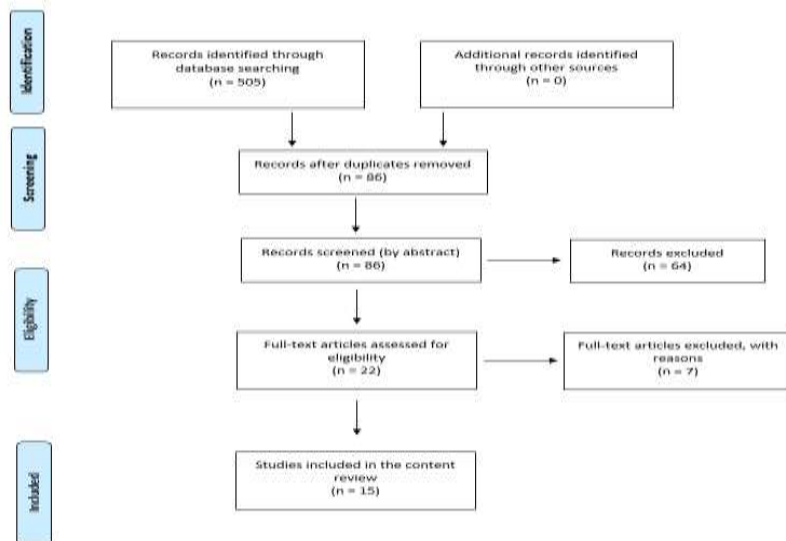 Identification
Records identified through
database searching
(n = 505)
Additional records identified
through other sources
(n = 0)
Screening
Records after duplicates removed
(n = 86)
Records screened (by abstract)
(n = 86)
Records excluded
(n = 64)
Eligibility
Full-text articles assessed for
eligibility
(n = 22)
Full-text articles excluded, with
reasons
(n = 7)
Included
Studies included in the content
review
(n = 15)